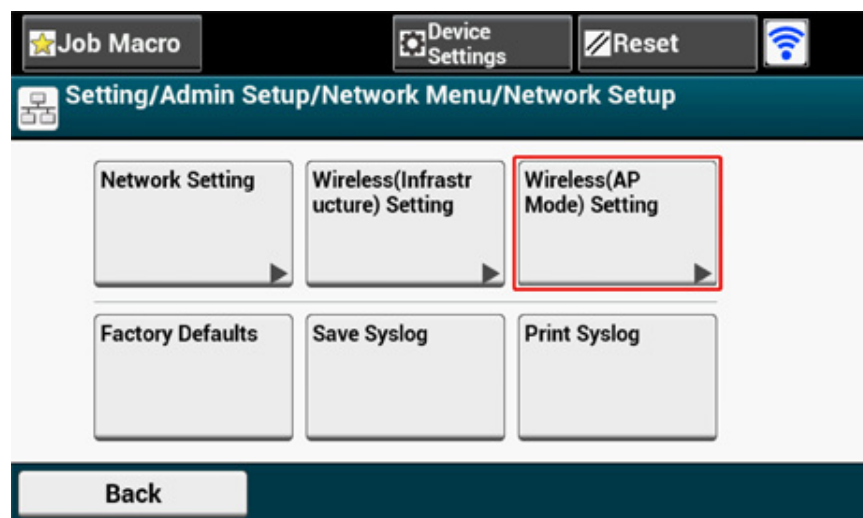 Job Macro
Device
Settings
Reset
Setting/Admin Setup/Network Menu/Network Setup
Network Setting
Wireless(Infrastr
ucture) Setting
Wireless(AP
Mode) Setting
Factory Defaults
Save Syslog
Print Syslog
Back